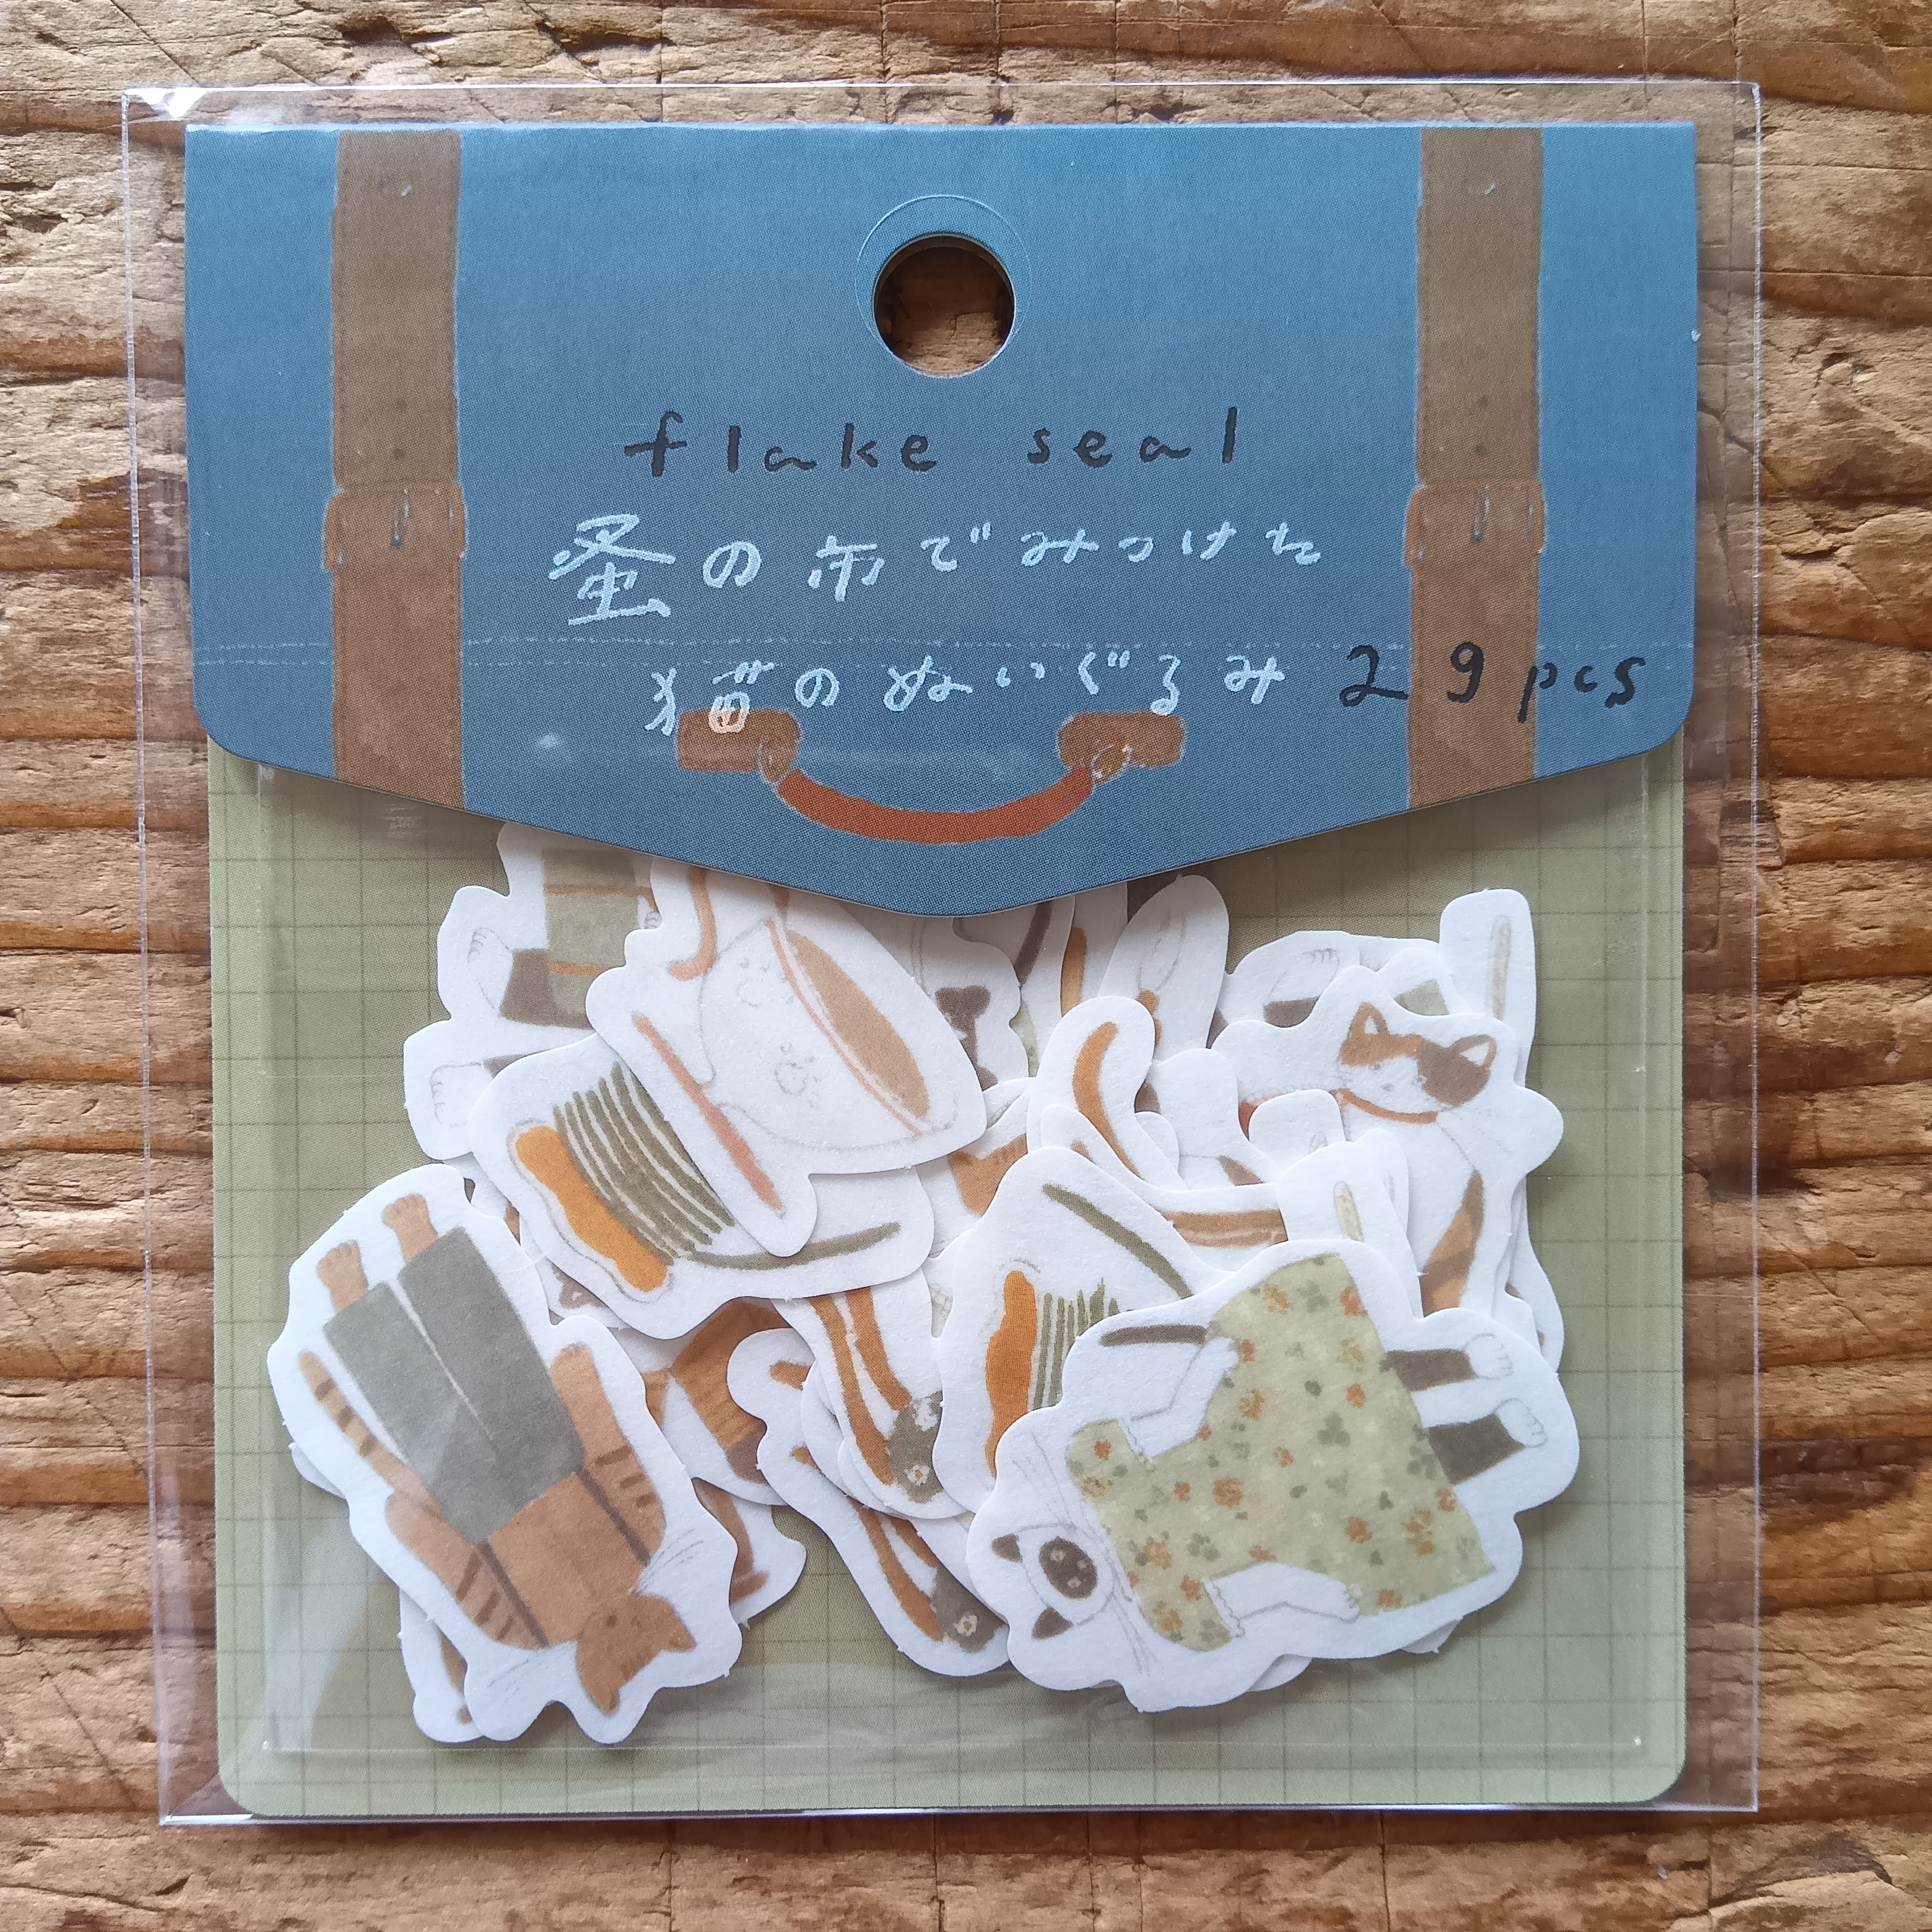 flake seal
蚤の市でみつけた
猫のぬいぐるみ 29pcs